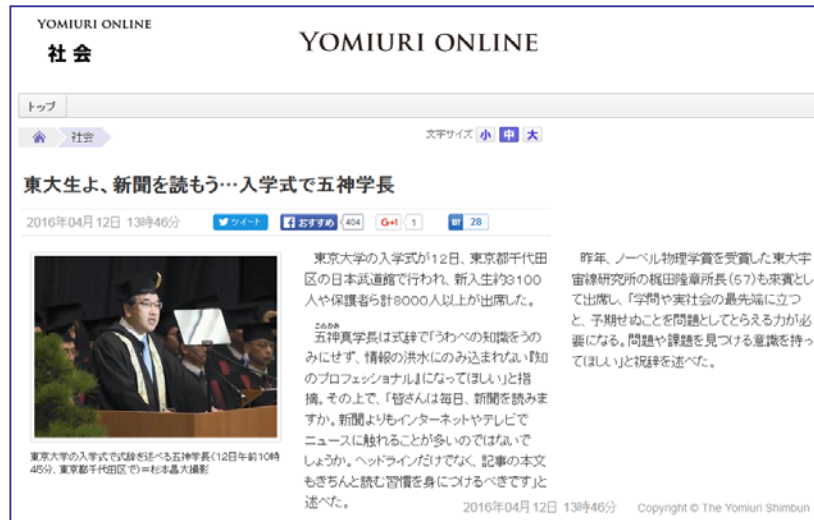 YOMIURI ONLINE
社会
YOMIURI ONLINE
トップ
社会
文字サイズ 小 中 大
東大生よ、新聞を読もう…入学式で五神学長
2016年04月12日 13時46分
ツイート
おすすめ 404
G+1 1
B! 28
東京大学の入学式で式辞を述べる五神学長(12日午前10時
45分、東京都千代田区で)=杉本昌大撮影
東京大学の入学式が12日、東京都千代田
区の日本武道館で行われ、新入生約3100
人や保護者ら計8000人以上が出席した。
ごのかみ
五神真学長は式辞で「うわべの知識をうの
みにせず、情報の洪水にのみ込まれない『知
のプロフェッショナル』になってほしい」と指
摘。その上で、「皆さんは毎日、新聞を読みま
すか。新聞よりもインターネットやテレビで
ニュースに触れることが多いのではないで
しょうか。ヘッドラインだけでなく、記事の本文
もきちんと読む習慣を身につけるべきです」と
述べた。
昨年、ノーベル物理学賞を受賞した東大宇
宙線研究所の梶田隆章所長(57)も来賓とし
て出席し、「学問や実社会の最先端に立つ
と、予期せぬことを問題としてとらえる力が必
要になる。問題や課題を見つける意識を持っ
てほしい」と祝辞を述べた。
2016年04月12日 13時46分 Copyright © The Yomiuri Shimbun